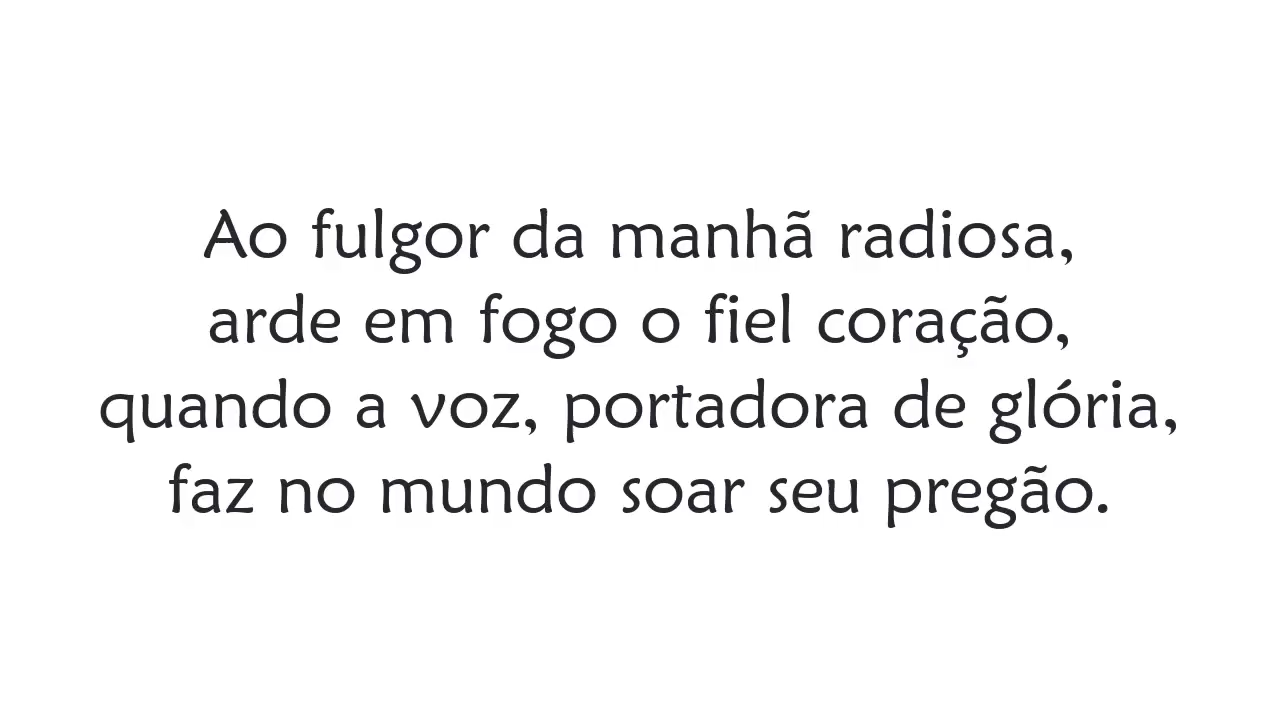 Ao fulgor da manhã radiosa,
arde em fogo o fiel coração,
quando a voz, portadora de glória,
faz no mundo soar seu pregão.